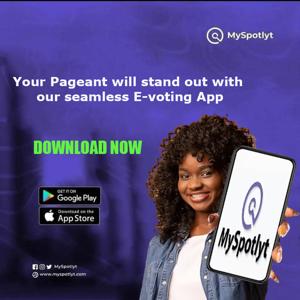 MySpotlyt
Your Pageant will stand out with
our seamless E-voting App
DOWNLOAD NOW
GET IT ON
Google Play
Download on the
App Store
MySpotlyt
MySpotlyt
www.myspotlyt.com